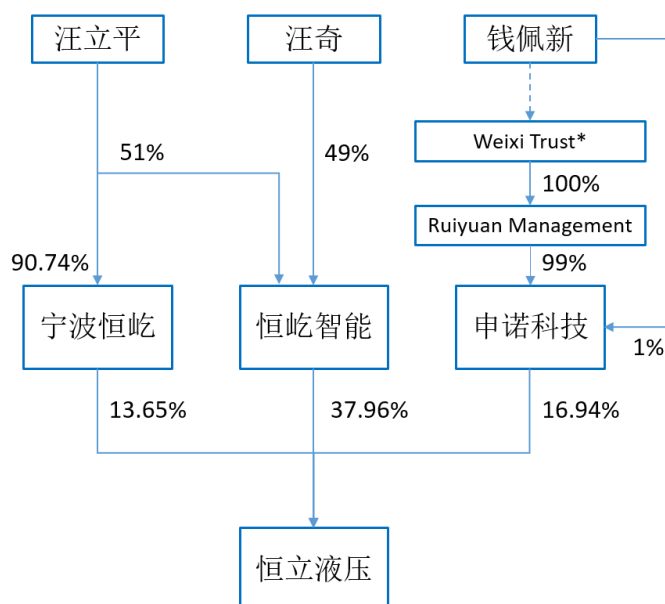 汪立平
汪奇
钱佩新
Weixi Trust*
51%
49%
100%
Ruiyuan Management
90.74%
99%
宁波恒屹
恒屹智能
申诺科技
1%
13.65%
37.96%
16.94%
恒立液压